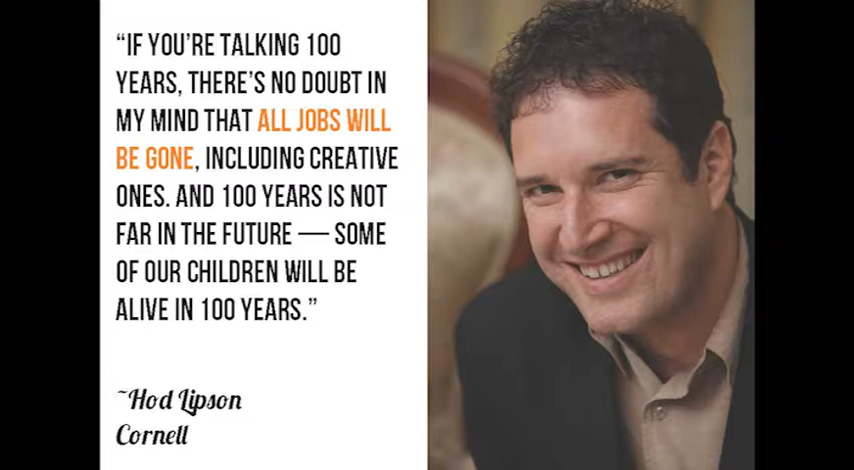 “IF YOU’RE TALKING 100
YEARS, THERE’S NO DOUBT IN
MY MIND THAT ALL JOBS WILL
BE GONE, INCLUDING CREATIVE
ONES. AND 100 YEARS IS NOT
FAR IN THE FUTURE — SOME
OF OUR CHILDREN WILL BE
ALIVE IN 100 YEARS.”
~Hod Lipson
Cornell